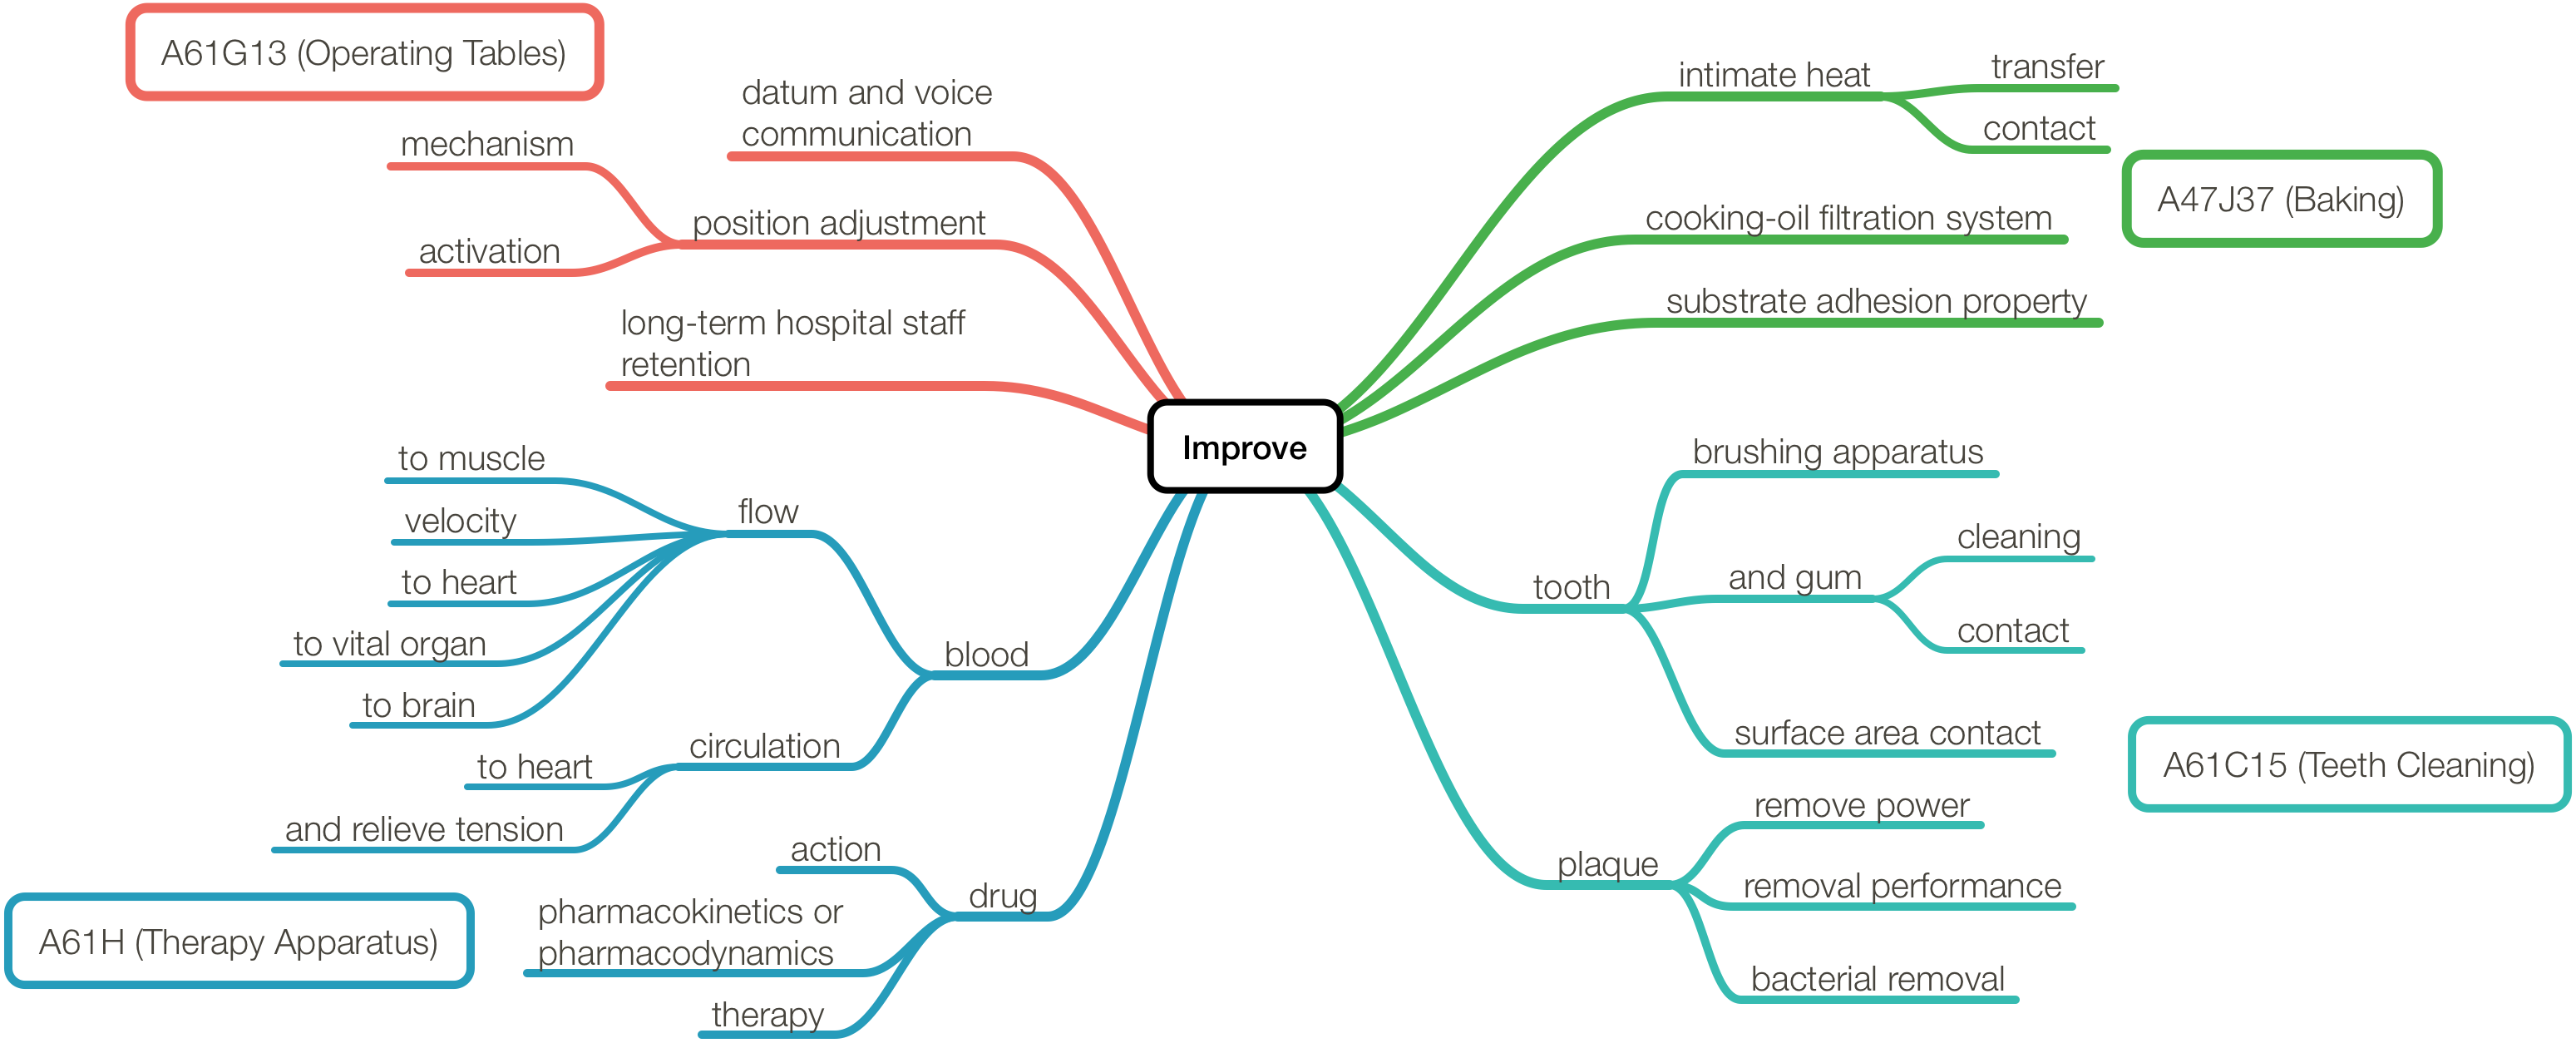 A61G13 (Operating Tables)
datum and voice
communication
mechanism
position adjustment
activation
long-term hospital staff
retention
to muscle
velocity
flow
to heart
to vital organ
to brain
blood
circulation
to heart
and relieve tension
action
drug
pharmacokinetics or
pharmacodynamics
therapy
A61H (Therapy Apparatus)
Improve
intimate heat
transfer
contact
A47J37 (Baking)
cooking-oil filtration system
substrate adhesion property
brushing apparatus
cleaning
tooth
and gum
contact
surface area contact
A61C15 (Teeth Cleaning)
remove power
plaque
removal performance
bacterial removal